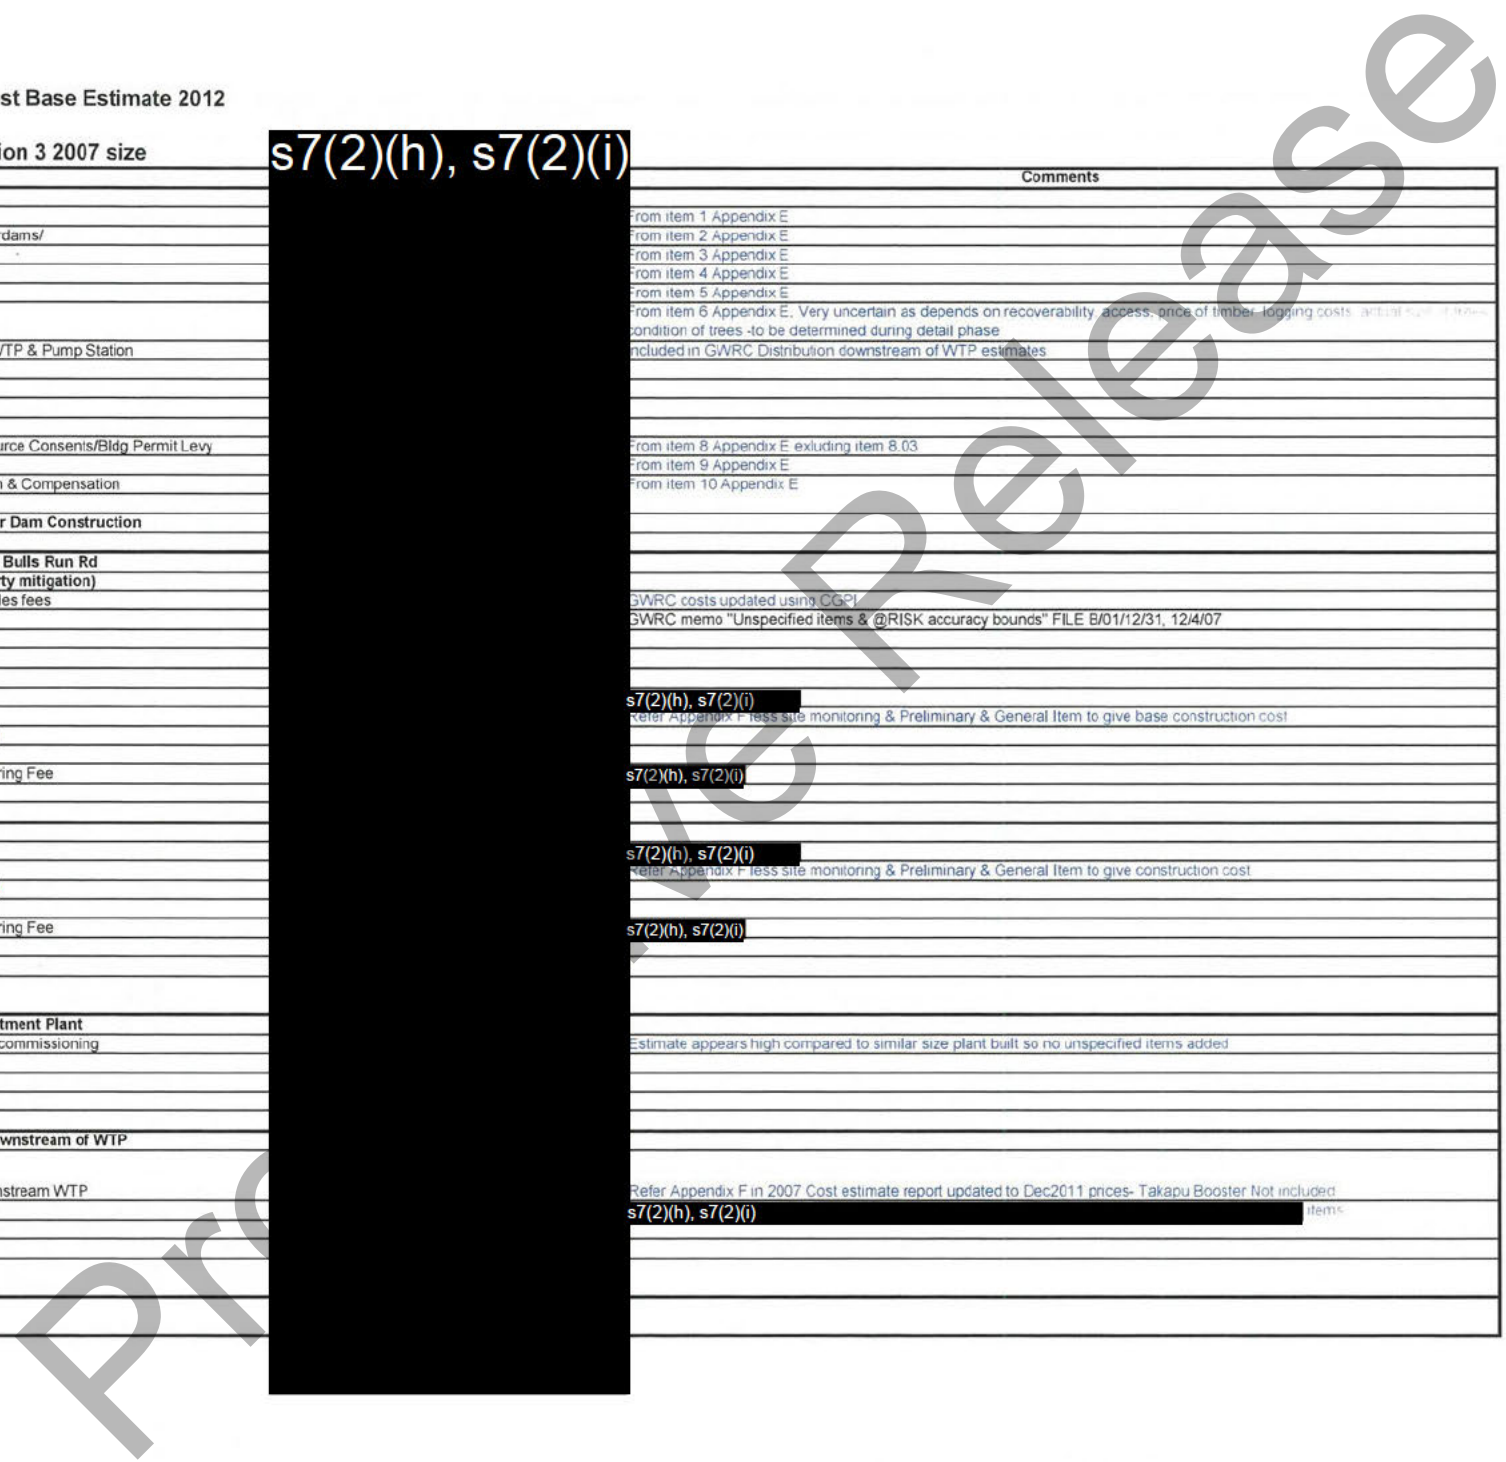 st Base Estimate 2012
ion 3 2007 size
s7(2)(h), s7(2)(i)
Comments
From item 1 Appendix E
dams/
From item 2 Appendix E
From item 3 Appendix E
From item 4 Appendix E
From item 5 Appendix E
From item 6 Appendix E. Very uncertain as depends on recoverability, access, price of timber- logging costs, actual
condition of trees -to be determined during detail phase
/TP & Pump Station
ncluded in GWRC Distribution downstream of WTP estimates
urce Consents/Bldg Permit Levy
From item 8 Appendix E exluding item 8.03
From item 9 Appendix E
n & Compensation
From item 10 Appendix E
r Dam Construction
Bulls Run Rd
ty mitigation)
des fees
GWRC costs updated using CGPI
GWRC memo "Unspecified items & @RISK accuracy bounds" FILE B/01/12/31, 12/4/07
s7(2)(h), s7(2)(i)
Refer Appendix F less site monitoring & Preliminary & General Item to give base construction cost
ring Fee
s7(2)(h), s7(2)(i)
s7(2)(h), s7(2)(i)
Refer Appendix F less site monitoring & Preliminary & General Item to give construction cost
ring Fee
s7(2)(h), s7(2)(i)
tment Plant
commissioning
Estimate appears high compared to similar size plant built so no unspecified items added
wnstream of WTP
nstream WTP
Refer Appendix F in 2007 Cost estimate report updated to Dec2011 prices- Takapu Booster Not included
s7(2)(h), s7(2)(i)
items
Pr
ve Release